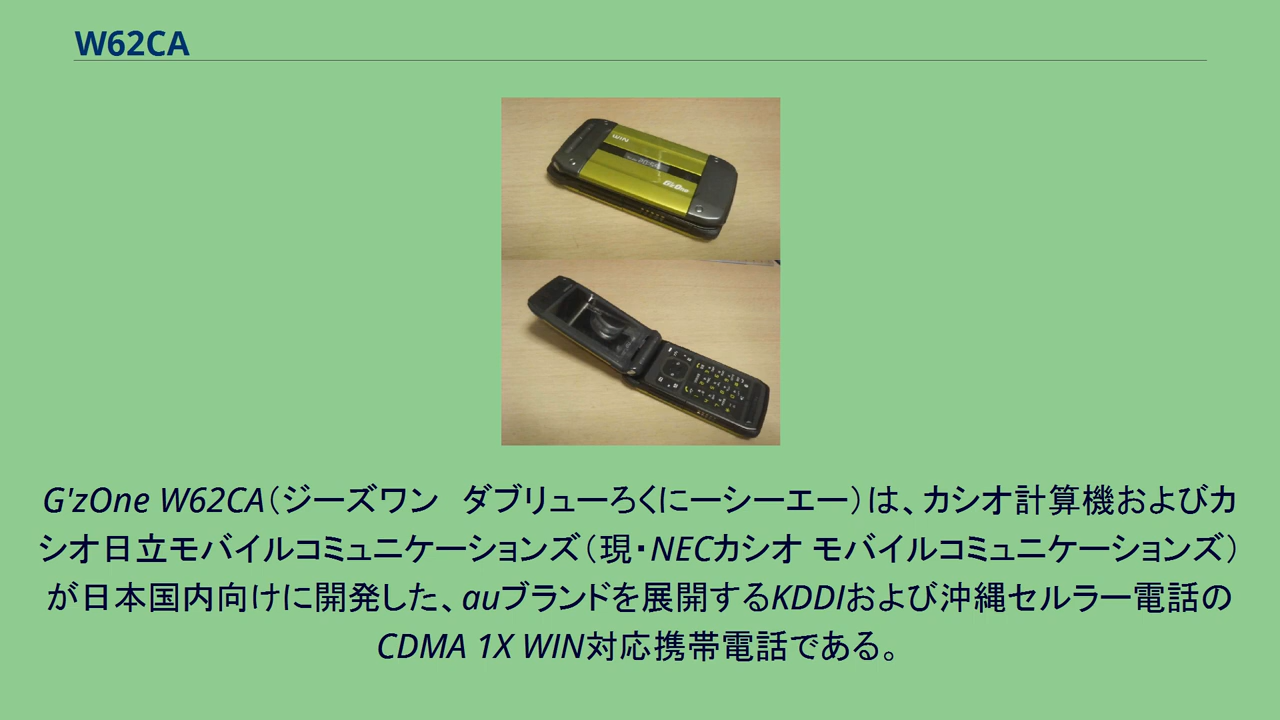 W62CA
WIN
G'zOne
G'zOne W62CA（ジーズワン　ダブリューろくにーシーエー）は、カシオ計算機およびカ
シオ日立モバイルコミュニケーションズ（現・NECカシオ モバイルコミュニケーションズ）
が日本国内向けに開発した、auブランドを展開するKDDIおよび沖縄セルラー電話の
CDMA 1X WIN対応携帯電話である。